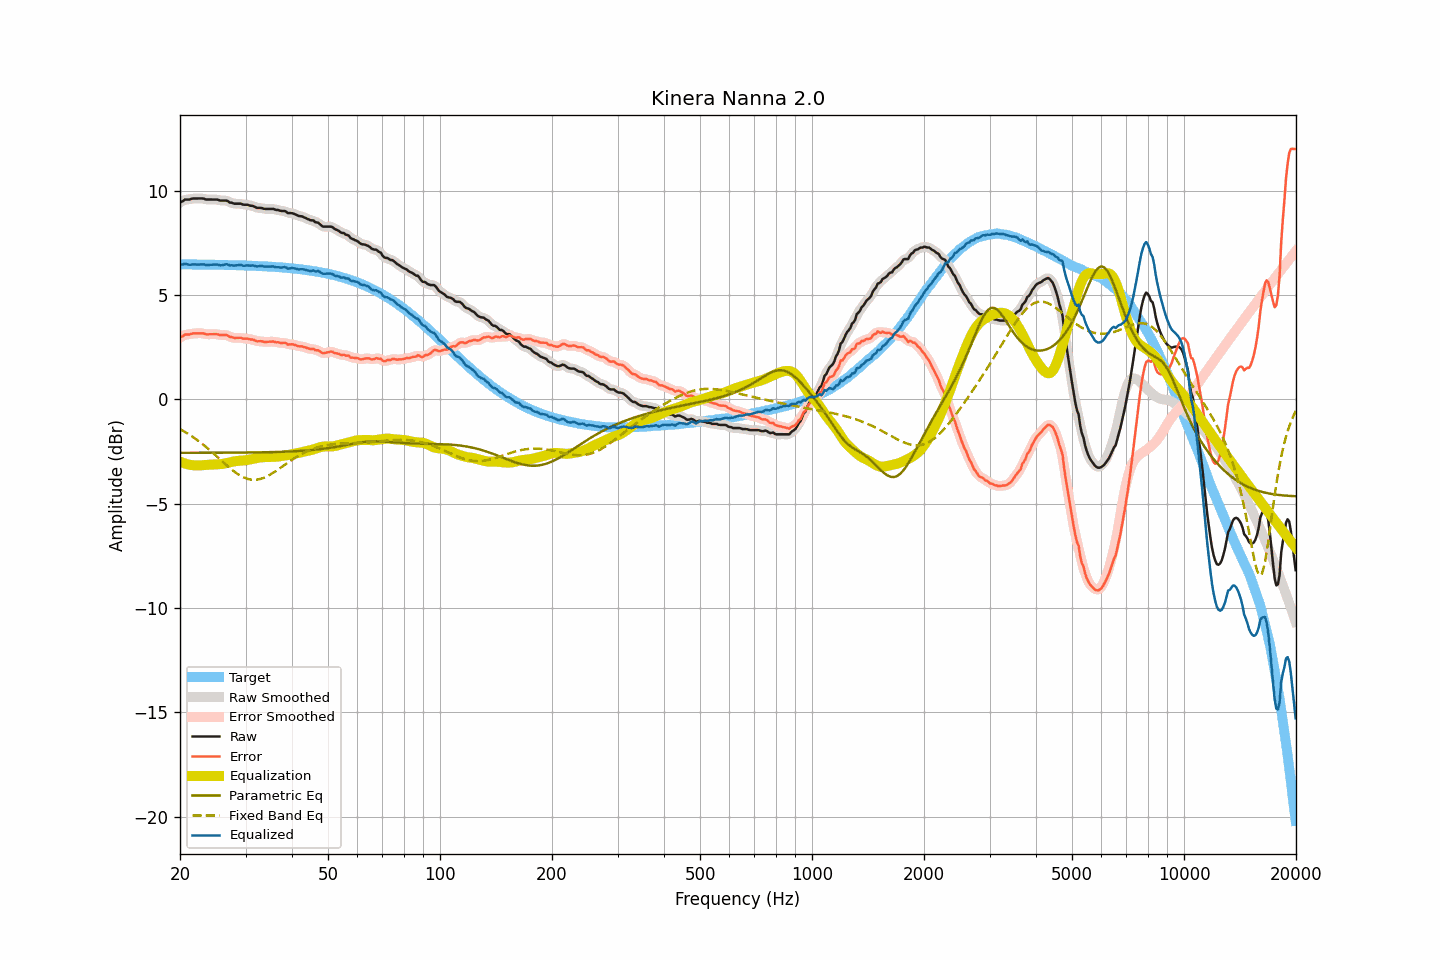 Kinera Nanna 2.0
10
5
0
−5
−10
−15
−20
Amplitude (dBr)
Target
Raw Smoothed
Error Smoothed
Raw
Error
Equalization
Parametric Eq
Fixed Band Eq
Equalized
20 50 100 200 500 1000 2000 5000 10000 20000
Frequency (Hz)